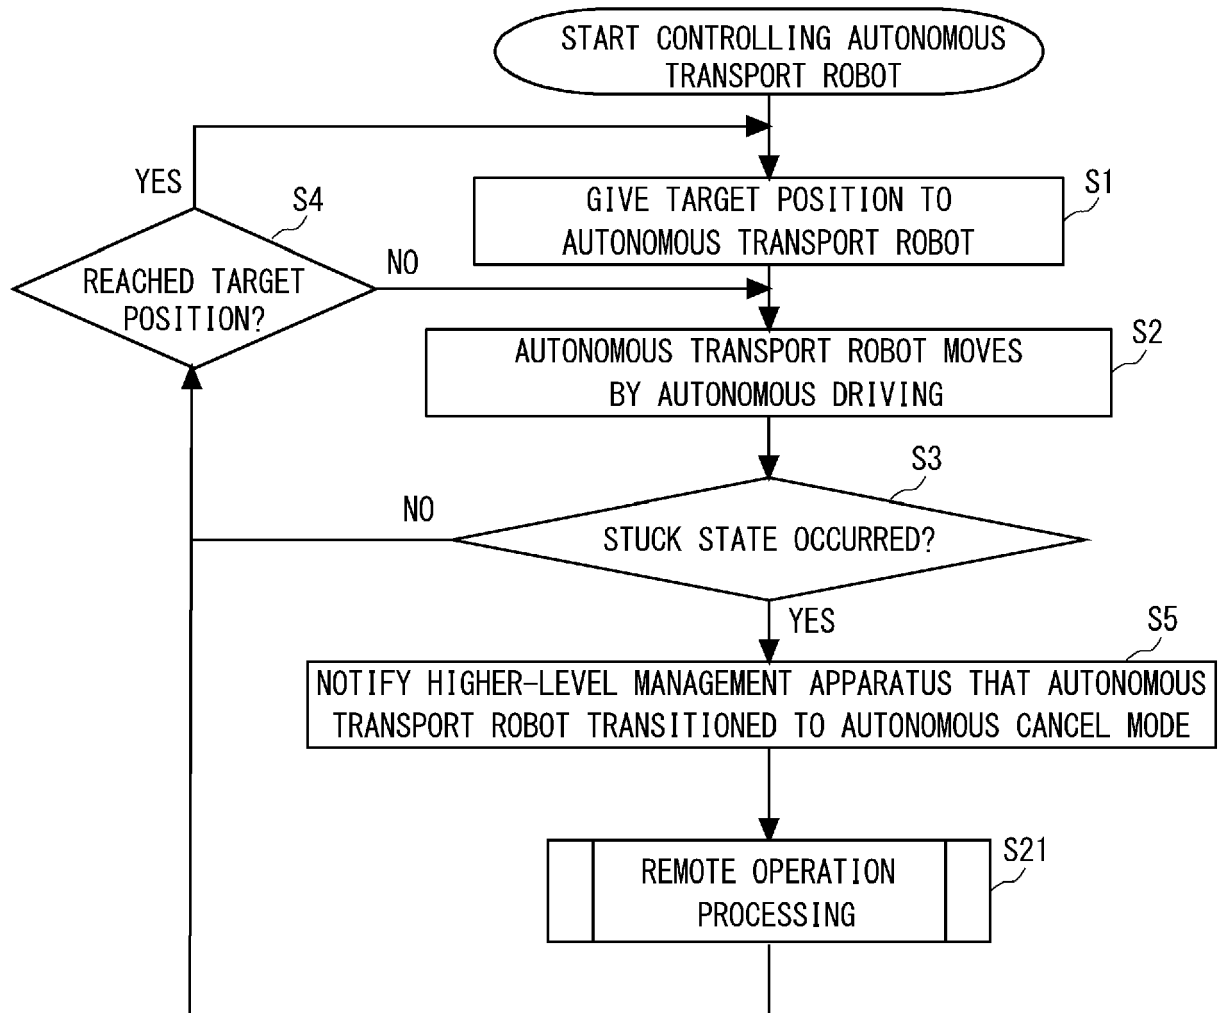 START CONTROLLING AUTONOMOUS
TRANSPORT ROBOT
YES
S4
S1
GIVE TARGET POSITION TO
AUTONOMOUS TRANSPORT ROBOT
REACHED TARGET
POSITION?
NO
S2
AUTONOMOUS TRANSPORT ROBOT MOVES
BY AUTONOMOUS DRIVING
S3
NO
STUCK STATE OCCURRED?
YES
S5
NOTIFY HIGHER-LEVEL MANAGEMENT APPARATUS THAT AUTONOMOUS
TRANSPORT ROBOT TRANSITIONED TO AUTONOMOUS CANCEL MODE
S21
REMOTE OPERATION
PROCESSING